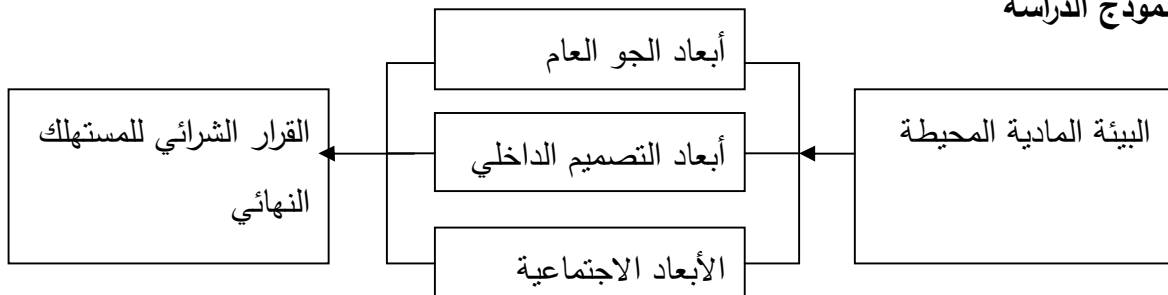 نموذج الدراسة
أبعاد الجو العام
البيئة المادية المحيطة
أبعاد التصميم الداخلي
القرار الشرائي للمستهلك
النهائي
الأبعاد الاجتماعية